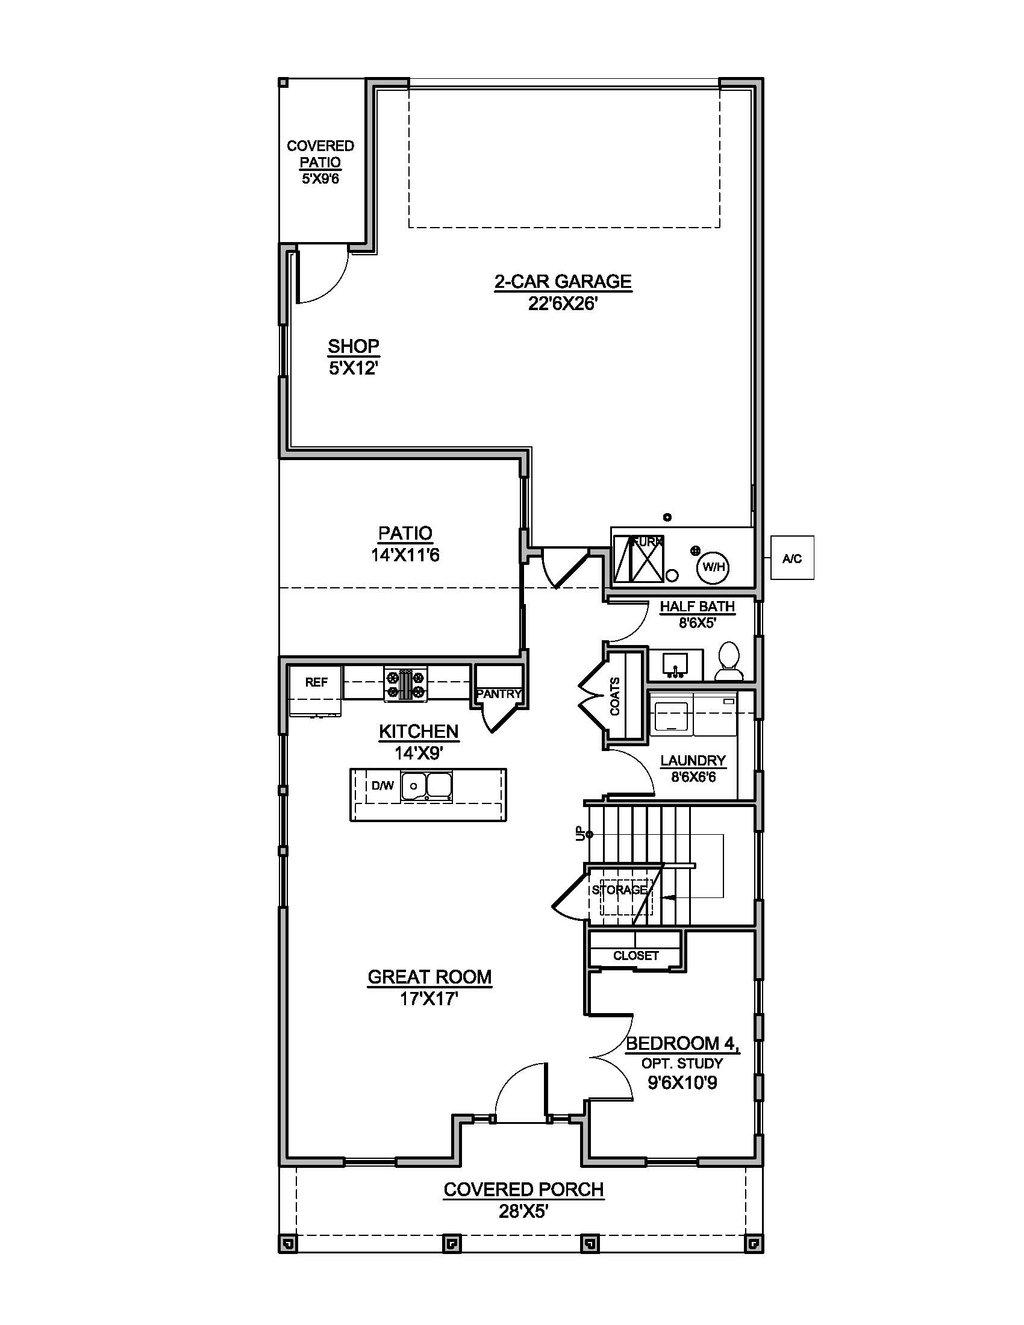 COVERED
PATIO
5'X9'6
2-CAR GARAGE
22'6X26'
SHOP
5'X12'
PATIO
14'X11'6
FURN
W/H
A/C
HALF BATH
8'6X5'
REF
PANTRY
COATS
KITCHEN
14'X9'
D/W
LAUNDRY
8'6X6'6
UP
STORAGE
CLOSET
GREAT ROOM
17'X17'
BEDROOM 4,
OPT. STUDY
9'6X10'9
COVERED PORCH
28'X5'